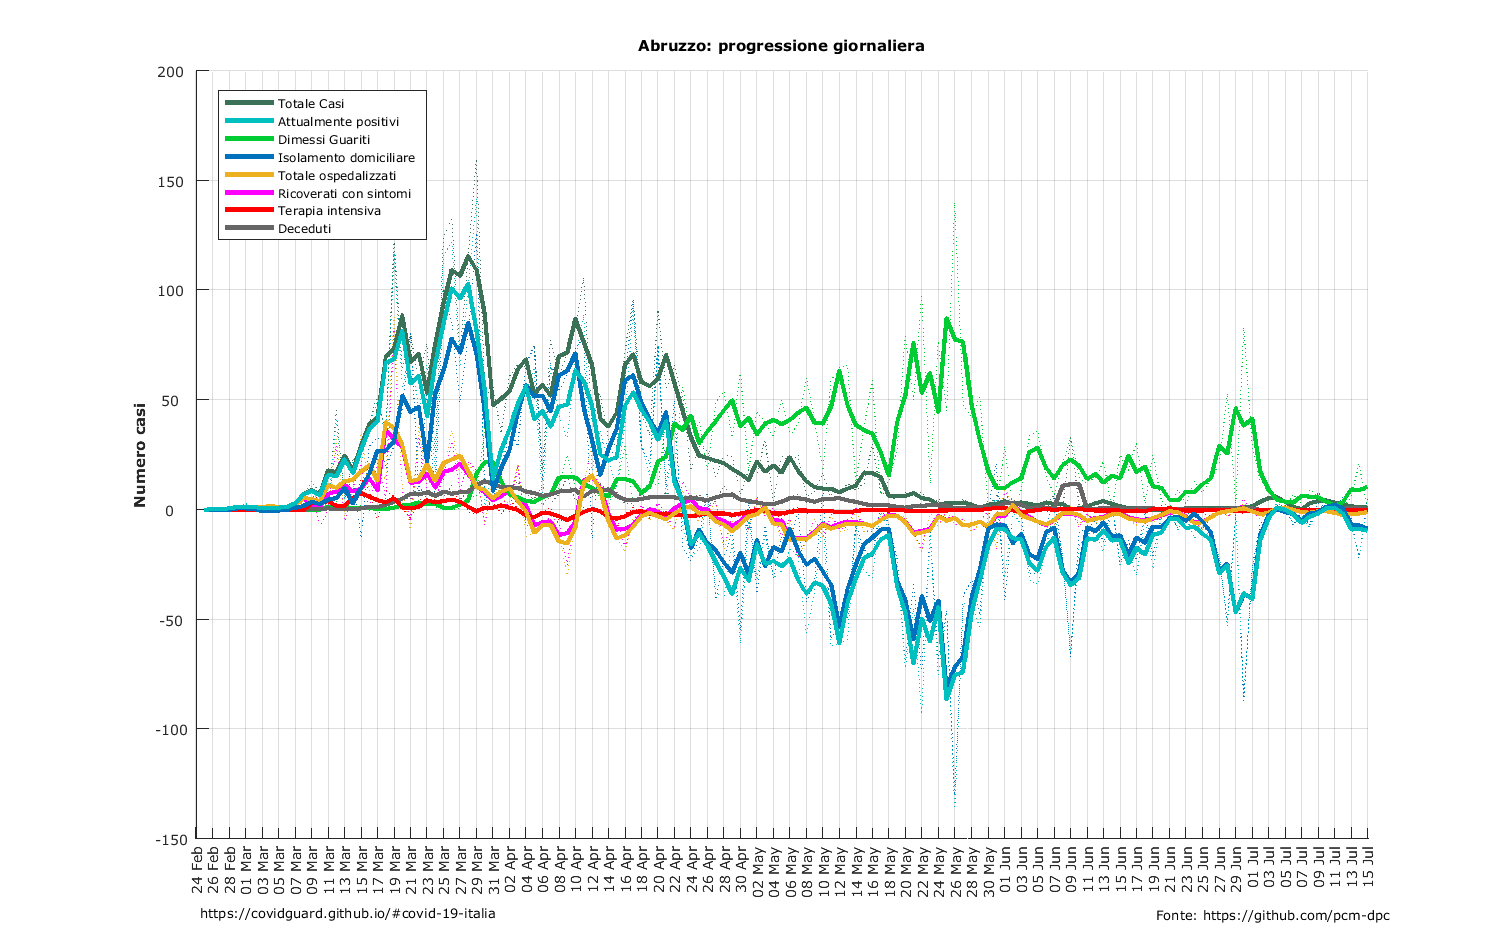 Abruzzo: progressione giornaliera
Numero casi
200
150
100
50
0
-50
-100
-150
Totale Casi
Attualmente positivi
Dimessi Guariti
Isolamento domiciliare
Totale ospedalizzati
Ricoverati con sintomi
Terapia intensiva
Deceduti
24 Feb
26 Feb
28 Feb
01 Mar
03 Mar
05 Mar
07 Mar
09 Mar
11 Mar
13 Mar
15 Mar
17 Mar
19 Mar
21 Mar
23 Mar
25 Mar
27 Mar
29 Mar
31 Mar
02 Apr
04 Apr
06 Apr
08 Apr
10 Apr
12 Apr
14 Apr
16 Apr
18 Apr
20 Apr
22 Apr
24 Apr
26 Apr
28 Apr
30 Apr
02 May
04 May
06 May
08 May
10 May
12 May
14 May
16 May
18 May
20 May
22 May
24 May
26 May
28 May
30 May
01 Jun
03 Jun
05 Jun
07 Jun
09 Jun
11 Jun
13 Jun
15 Jun
17 Jun
19 Jun
21 Jun
23 Jun
25 Jun
27 Jun
29 Jun
01 Jul
03 Jul
05 Jul
07 Jul
09 Jul
11 Jul
13 Jul
15 Jul
https://covidguard.github.io/#covid-19-italia
Fonte: https://github.com/pcm-dpc